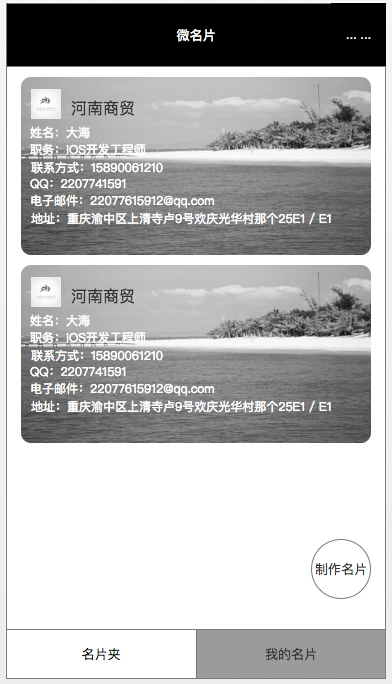 微名片
... ...
河南商贸
姓名：大海
职务：IOS开发工程师
联系方式：15890061210
QQ：2207741591
电子邮件：22077615912@qq.com
地址：重庆渝中区上清寺卢9号欢庆光华村那个25E1 / E1
河南商贸
姓名：大海
职务：IOS开发工程师
联系方式：15890061210
QQ：2207741591
电子邮件：22077615912@qq.com
地址：重庆渝中区上清寺卢9号欢庆光华村那个25E1 / E1
制作名片
名片夹
我的名片